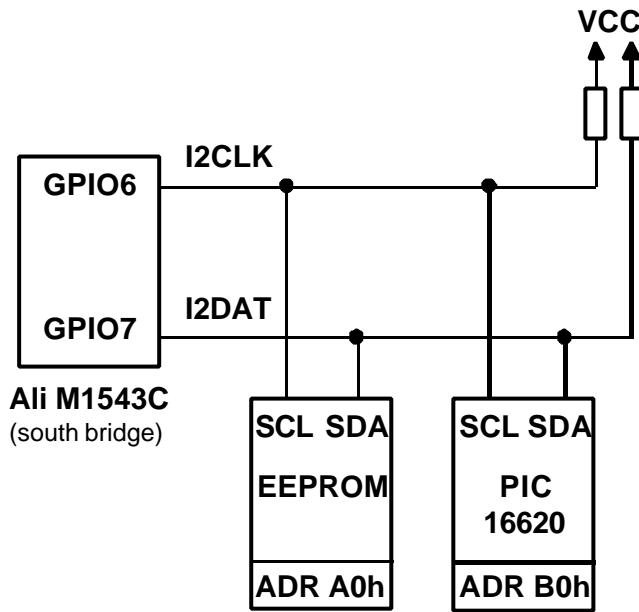 VCC
I2CLK
GPIO6
I2DAT
GPIO7
Ali M1543C
(south bridge)
SCL SDA
EEPROM
ADR A0h
SCL SDA
PIC
16620
ADR B0h